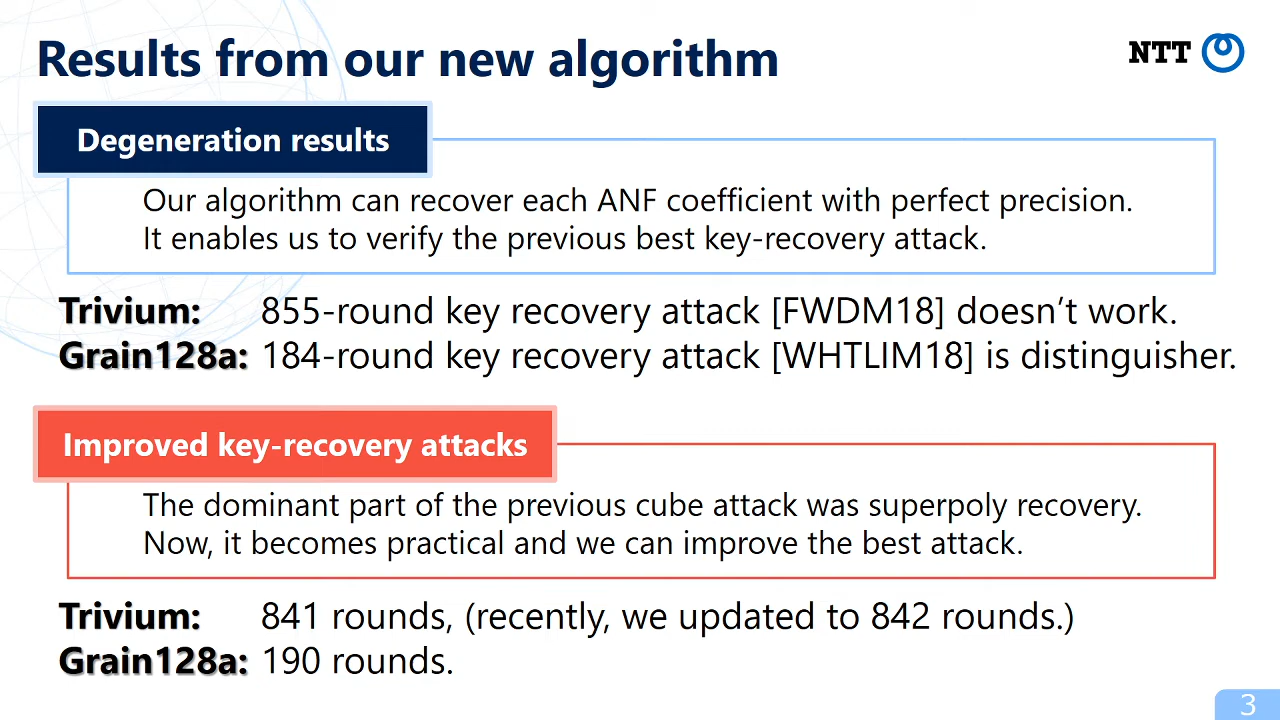 Results from our new algorithm
NTT
Degeneration results
Our algorithm can recover each ANF coefficient with perfect precision.
It enables us to verify the previous best key-recovery attack.
Trivium: 855-round key recovery attack [FWDM18] doesn’t work.
Grain128a: 184-round key recovery attack [WHTLIM18] is distinguisher.
Improved key-recovery attacks
The dominant part of the previous cube attack was superpoly recovery.
Now, it becomes practical and we can improve the best attack.
Trivium: 841 rounds, (recently, we updated to 842 rounds.)
Grain128a: 190 rounds.
3